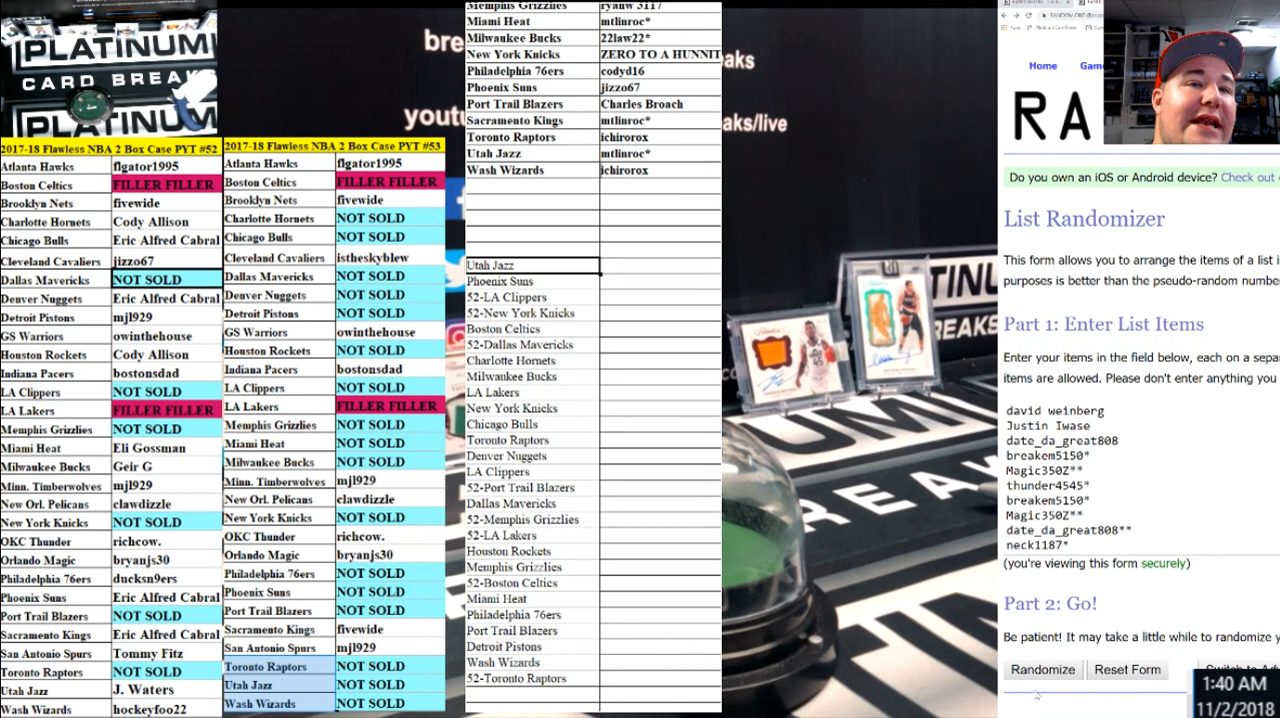 PLATINUM
CARD BREAKS
PLATINUM
2017-18 Flawless NBA 2 Box Case PYT #52
Atlanta Hawks flgator1995
Boston Celtics FILLER FILLER
Brooklyn Nets fivewide
Charlotte Hornets Cody Allison
Chicago Bulls Eric Alfred Cabral
Cleveland Cavaliers jizzo67
Dallas Mavericks NOT SOLD
Denver Nuggets Eric Alfred Cabral
Detroit Pistons mjl929
GS Warriors owinthehouse
Houston Rockets Cody Allison
Indiana Pacers bostonsdad
LA Clippers NOT SOLD
LA Lakers FILLER FILLER
Memphis Grizzlies NOT SOLD
Miami Heat Eli Gossman
Milwaukee Bucks Geir G
Minn. Timberwolves mjl929
New Orl. Pelicans clawdizzle
New York Knicks NOT SOLD
OKC Thunder richcow.
Orlando Magic bryanjs30
Philadelphia 76ers ducksn9ers
Phoenix Suns Eric Alfred Cabral
Port Trail Blazers NOT SOLD
Sacramento Kings Eric Alfred Cabral
San Antonio Spurs Tommy Fitz
Toronto Raptors NOT SOLD
Utah Jazz J. Waters
Wash Wizards hockeyfoo22
2017-18 Flawless NBA 2 Box Case PYT #53
Atlanta Hawks flgator1995
Boston Celtics FILLER FILLER
Brooklyn Nets fivewide
Charlotte Hornets NOT SOLD
Chicago Bulls NOT SOLD
Cleveland Cavaliers istheskyblew
Dallas Mavericks NOT SOLD
Denver Nuggets NOT SOLD
Detroit Pistons NOT SOLD
GS Warriors owinthehouse
Houston Rockets NOT SOLD
Indiana Pacers bostonsdad
LA Clippers NOT SOLD
LA Lakers FILLER FILLER
Memphis Grizzlies NOT SOLD
Miami Heat NOT SOLD
Milwaukee Bucks NOT SOLD
Minn. Timberwolves mjl929
New Orl. Pelicans clawdizzle
New York Knicks NOT SOLD
OKC Thunder richcow.
Orlando Magic bryanjs30
Philadelphia 76ers NOT SOLD
Phoenix Suns NOT SOLD
Port Trail Blazers NOT SOLD
Sacramento Kings fivewide
San Antonio Spurs mjl929
Toronto Raptors NOT SOLD
Utah Jazz NOT SOLD
Wash Wizards NOT SOLD
bre
yout
aks
aks/live
Memphis Grizzlies ryanw 3117
Miami Heat mtlinroc*
Milwaukee Bucks 22law22*
New York Knicks ZERO TO A HUNNIT
Philadelphia 76ers codyd16
Phoenix Suns jizzo67
Port Trail Blazers Charles Broach
Sacramento Kings mtlinroc*
Toronto Raptors ichirorox
Utah Jazz mtlinroc*
Wash Wizards ichirorox
Utah Jazz
Phoenix Suns
52-LA Clippers
52-New York Knicks
Boston Celtics
52-Dallas Mavericks
Charlotte Hornets
Milwaukee Bucks
LA Lakers
New York Knicks
Chicago Bulls
Toronto Raptors
Denver Nuggets
LA Clippers
52-Port Trail Blazers
Dallas Mavericks
52-Memphis Grizzlies
52-LA Lakers
Houston Rockets
Memphis Grizzlies
52-Boston Celtics
Miami Heat
Philadelphia 76ers
Port Trail Blazers
Detroit Pistons
Wash Wizards
52-Toronto Raptors
TINUM
REAKS
UM
REAK
Home Game
RA
Do you own an iOS or Android device? Check out
List Randomizer
This form allows you to arrange the items of a list i
purposes is better than the pseudo-random numbe
Part 1: Enter List Items
Enter your items in the field below, each on a sepa
items are allowed. Please don't enter anything you
david weinberg
Justin Iwase
date_da_great808
breakem5150*
Magic350Z**
thunder4545*
breakem5150*
Magic350Z**
date_da_great808**
neck1187*
(you're viewing this form securely)
Part 2: Go!
Be patient! It may take a little while to randomize y
Randomize Reset Form Switch to Ad
1:40 AM
11/2/2018